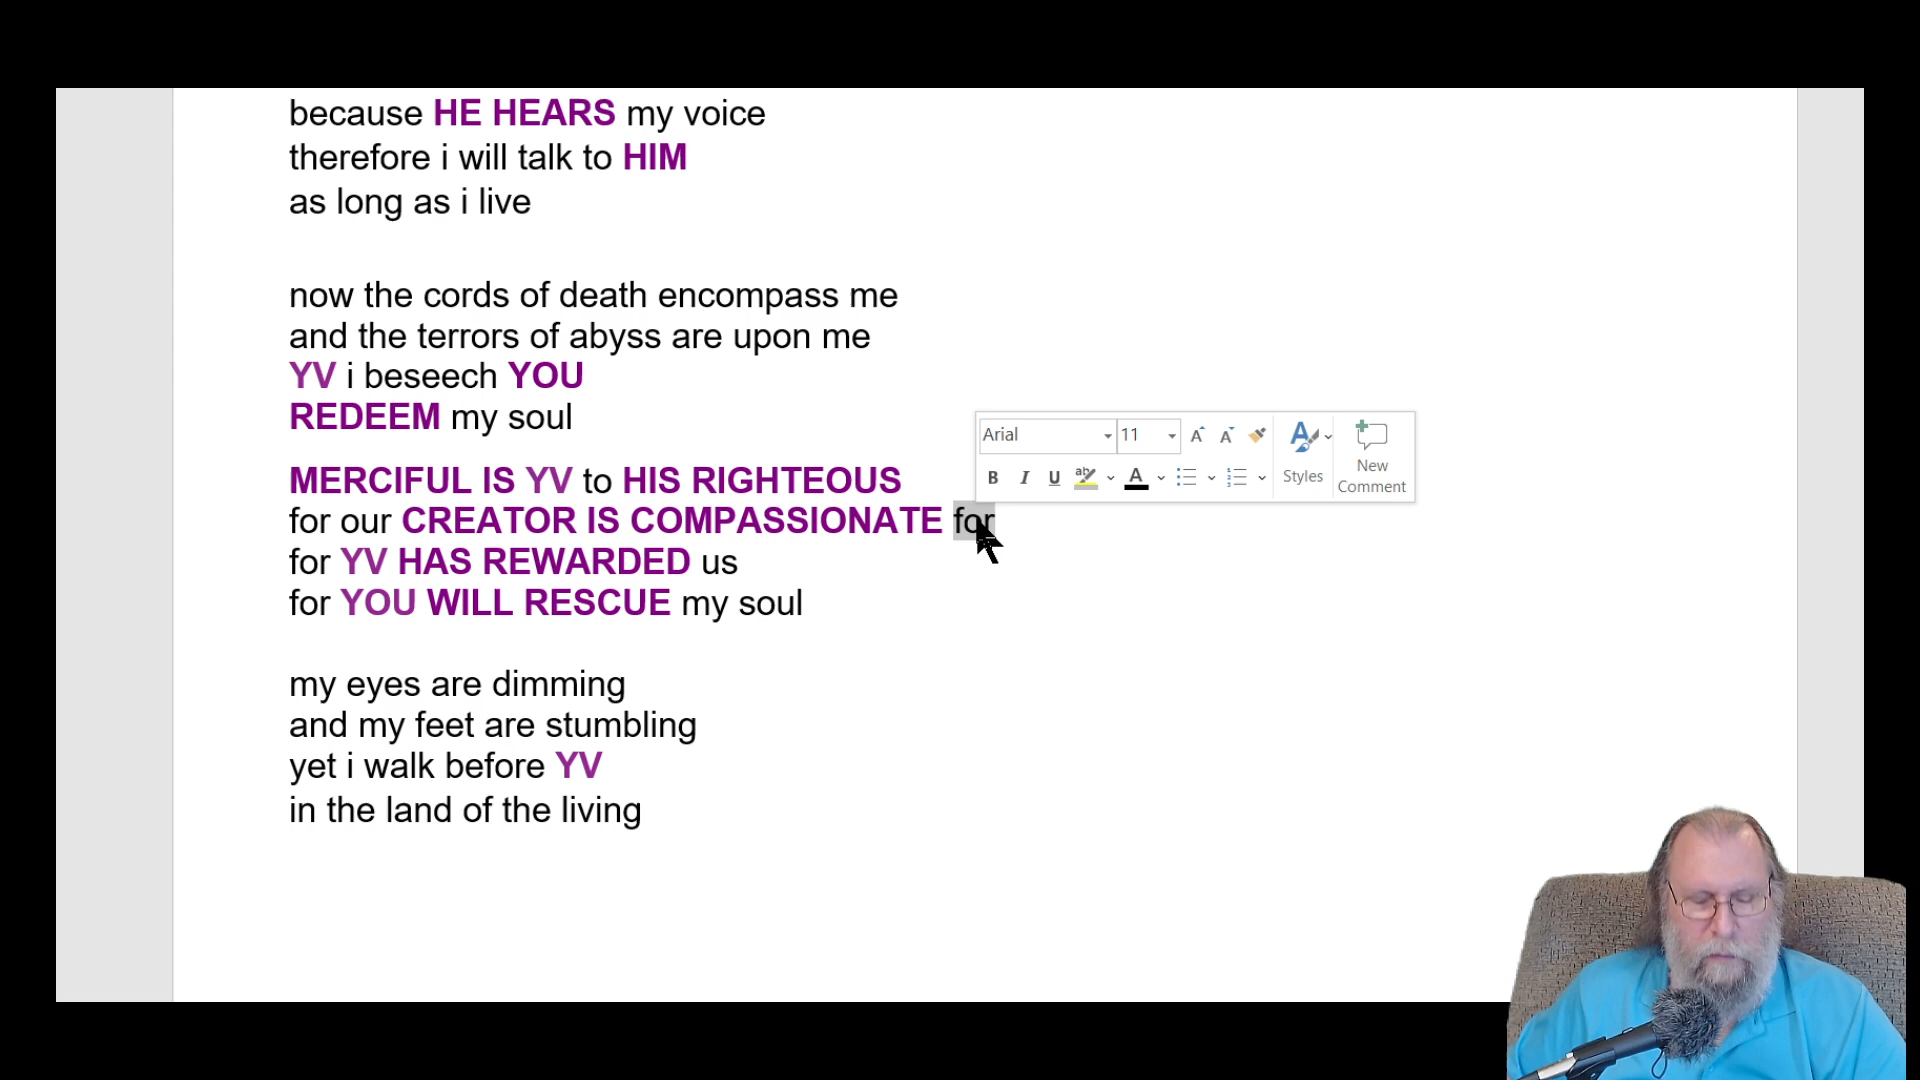 because HE HEARS my voice
therefore i will talk to HIM
as long as i live
now the cords of death encompass me
and the terrors of abyss are upon me
YV i beseech YOU
REDEEM my soul
MERCIFUL IS YV to HIS RIGHTEOUS
for our CREATOR IS COMPASSIONATE for
for YV HAS REWARDED us
for YOU WILL RESCUE my soul
my eyes are dimming
and my feet are stumbling
yet i walk before YV
in the land of the living
Arial 11 A A
B I U ab A Styles New Comment